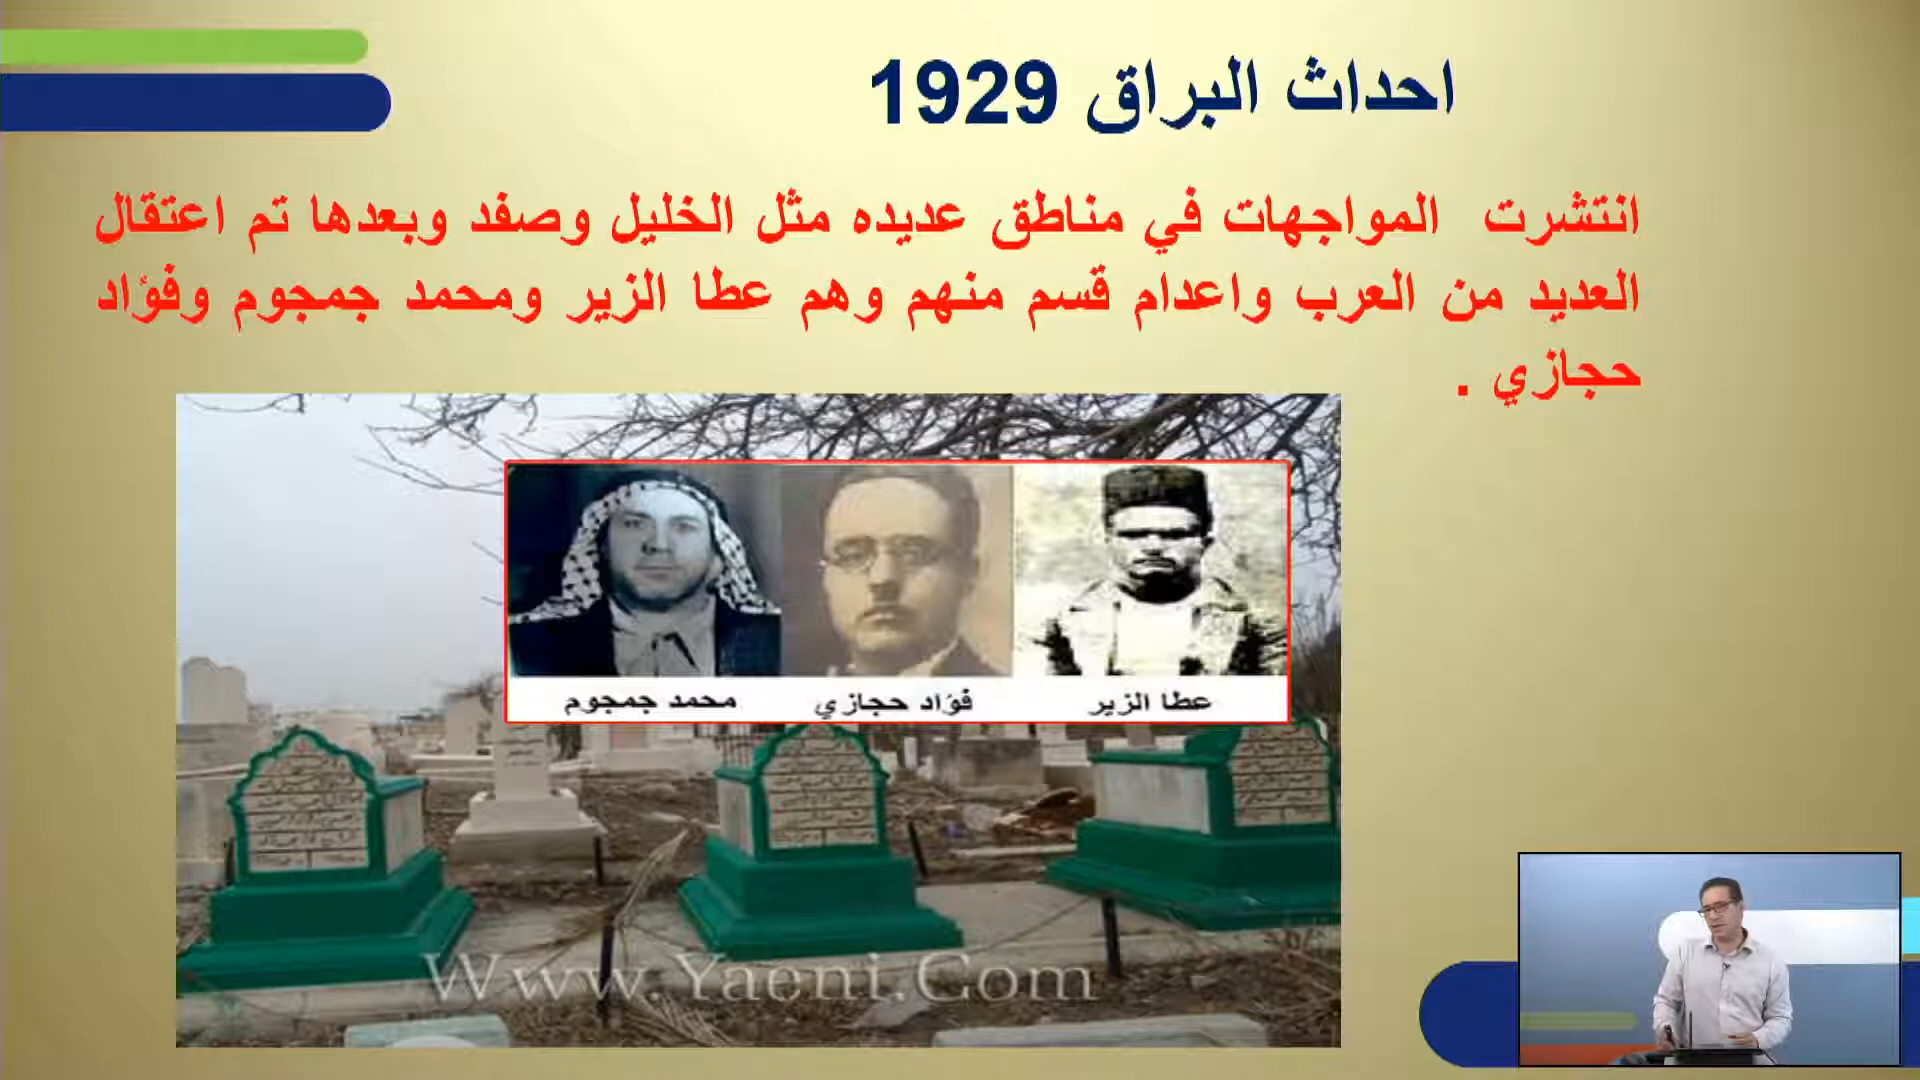 احداث البراق 1929
انتشرت المواجهات في مناطق عديده مثل الخليل وصفد وبعدها تم اعتقال
العديد من العرب واعدام قسم منهم وهم عطا الزير ومحمد جمجوم وفؤاد
حجازي .
عطا الزير
فؤاد حجازي
محمد جمجوم
Www.Yaeni.Com